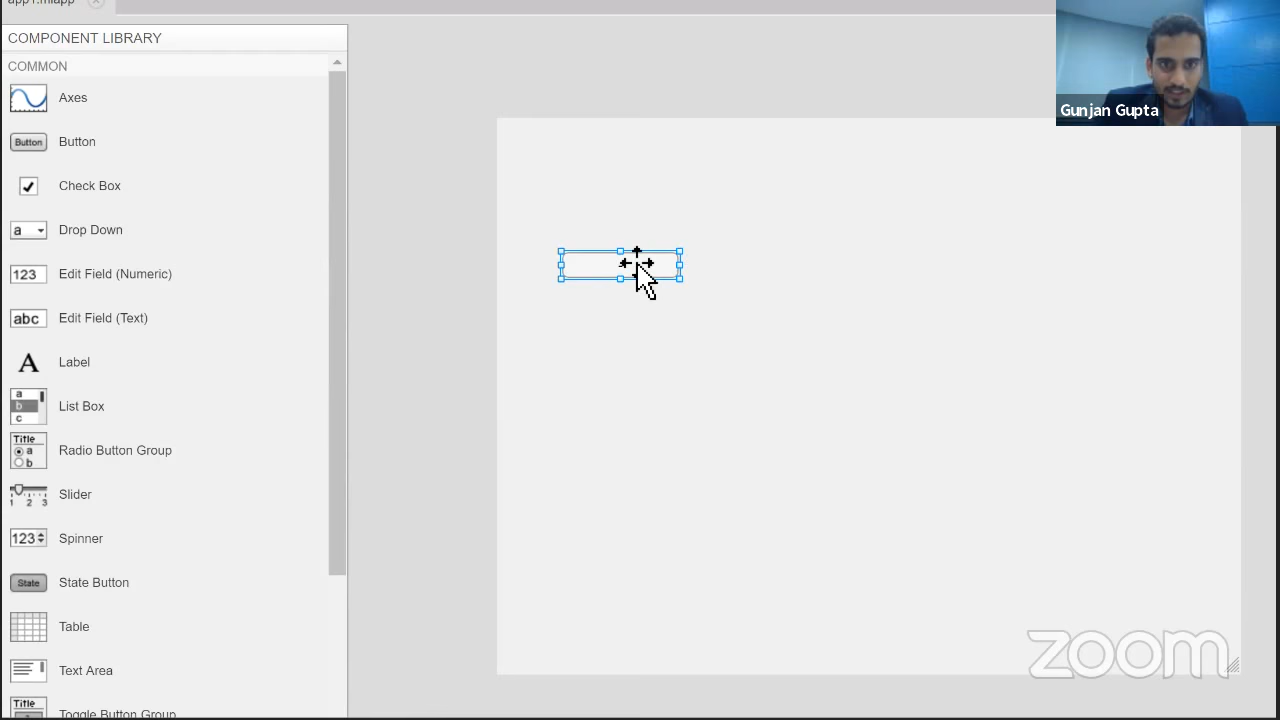 app1.mlapp
COMPONENT LIBRARY
COMMON
Axes
Button
Button
Check Box
a
Drop Down
123
Edit Field (Numeric)
abc
Edit Field (Text)
A
Label
a
b
c
List Box
Title
a
b
Radio Button Group
1 2 3
Slider
123
Spinner
State
State Button
Table
Text Area
Title
Toggle Button Group
Gunjan Gupta
zoom